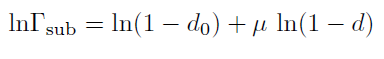 lnΓsub = ln(1 − d0) + μ ln(1 − d)